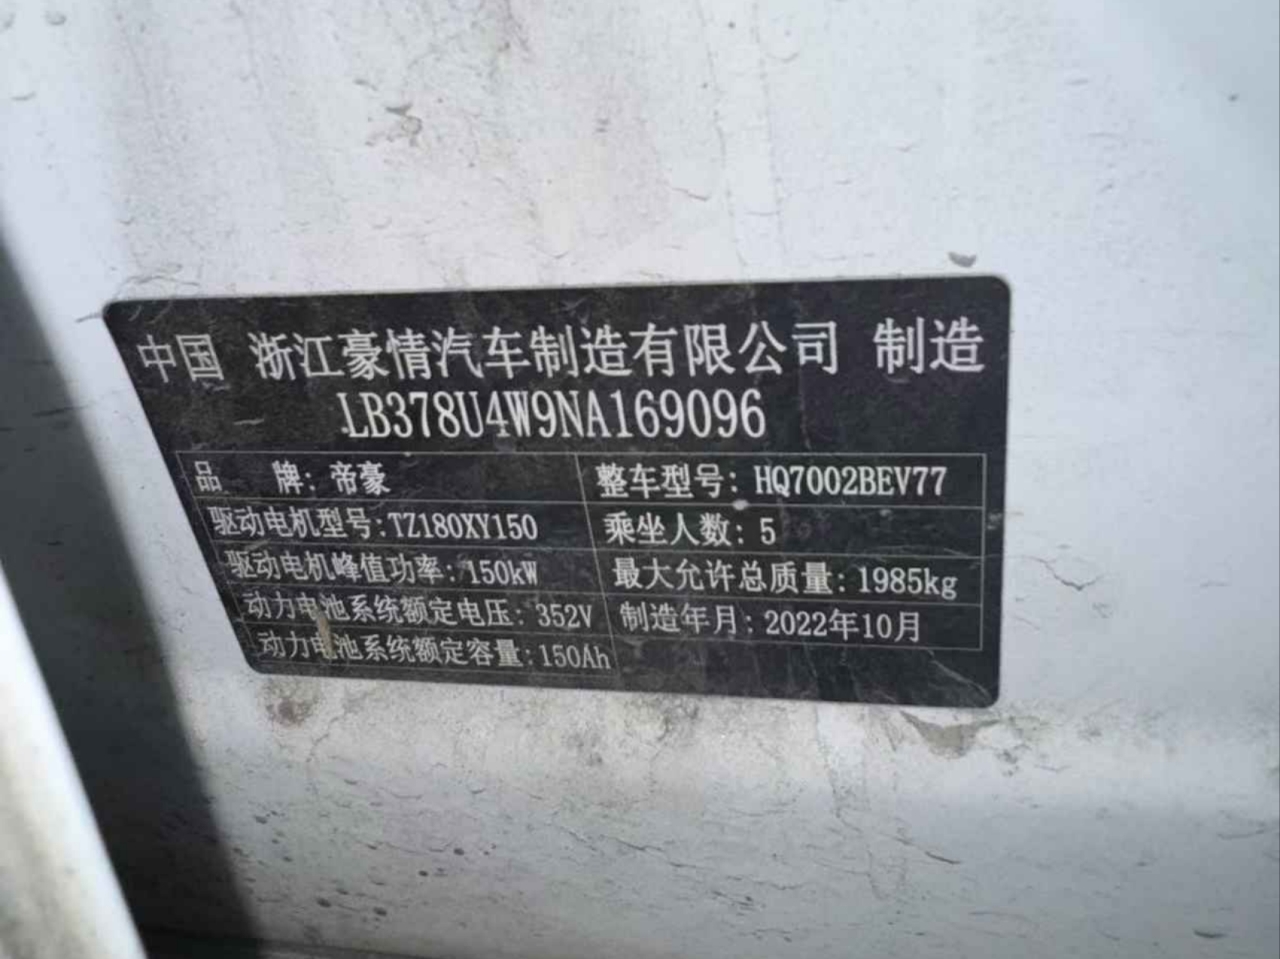 中国 浙江豪情汽车制造有限公司 制造
LB378U4W9NA169096
品 牌: 帝豪 整车型号: HQ7002BEV77
驱动电机型号:TZ180XY150 乘坐人数: 5
驱动电机峰值功率: 150kW 最大允许总质量: 1985kg
动力电池系统额定电压: 352V 制造年月: 2022年10月
动力电池系统额定容量: 150Ah